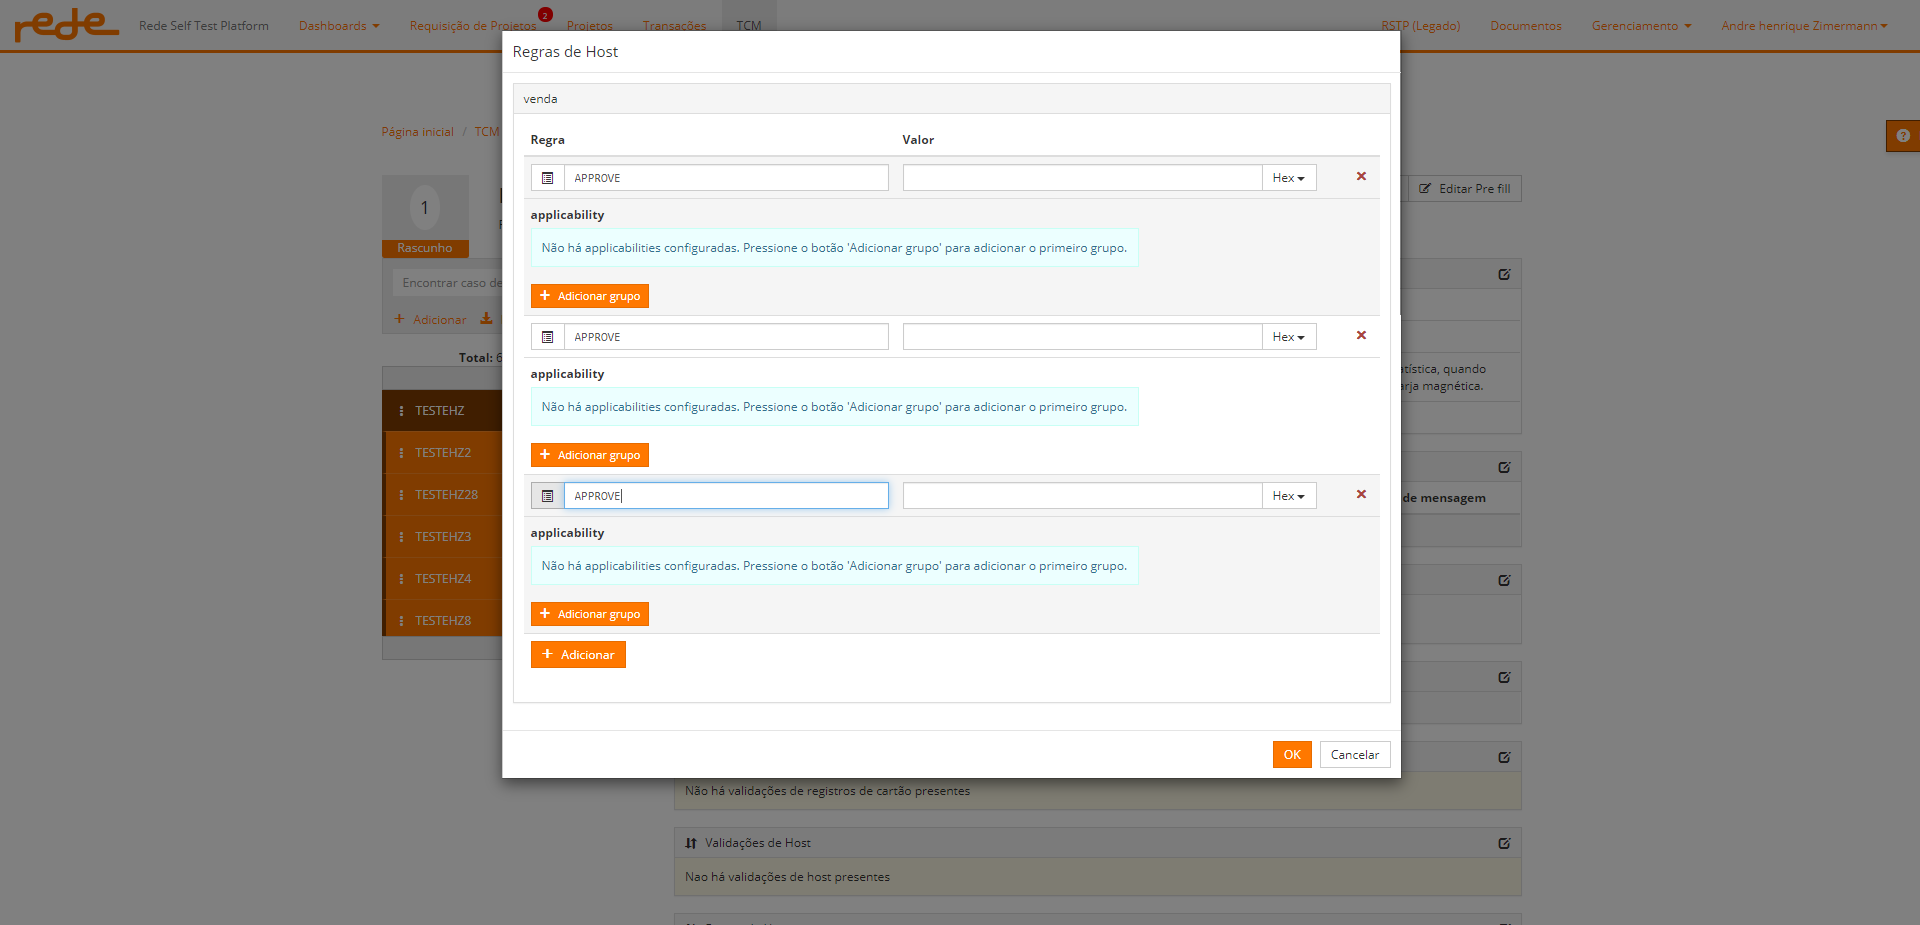 rede Rede Self Test Platform Dashboards Requisição de Projetos 2 Projetos Transacões TCM RSTP (Legado) Documentos Gerenciamento Andre henrique Zimermann
Regras de Host
venda
Página inicial / TCM
Regra Valor
APPROVE Hex
1
Editar Pre fill
applicability
Não há applicabilities configuradas. Pressione o botão 'Adicionar grupo' para adicionar o primeiro grupo.
Rascunho
Encontrar caso de
+ Adicionar grupo
+ Adicionar
APPROVE Hex
Total: 6
applicability
atística, quando
arja magnética.
Não há applicabilities configuradas. Pressione o botão 'Adicionar grupo' para adicionar o primeiro grupo.
TESTEHZ
+ Adicionar grupo
TESTEHZ2
APPROVE Hex
TESTEHZ28
de mensagem
applicability
TESTEHZ3
Não há applicabilities configuradas. Pressione o botão 'Adicionar grupo' para adicionar o primeiro grupo.
TESTEHZ4
+ Adicionar grupo
TESTEHZ8
+ Adicionar
OK Cancelar
Não há validações de registros de cartão presentes
Validações de Host
Nao há validações de host presentes